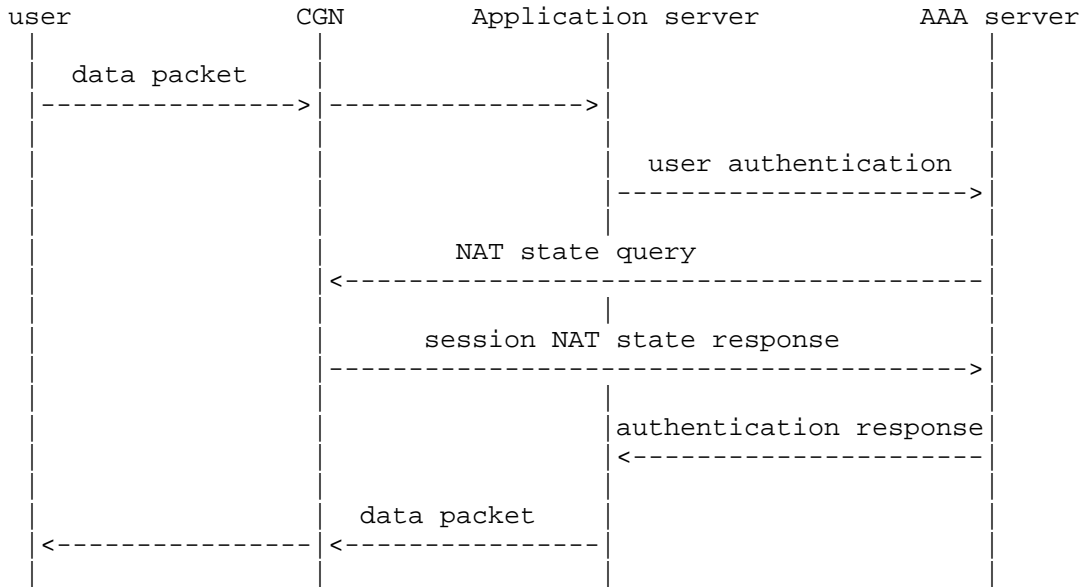 user CGN Application server AAA server
data packet
user authentication
NAT state query
session NAT state response
authentication response
data packet